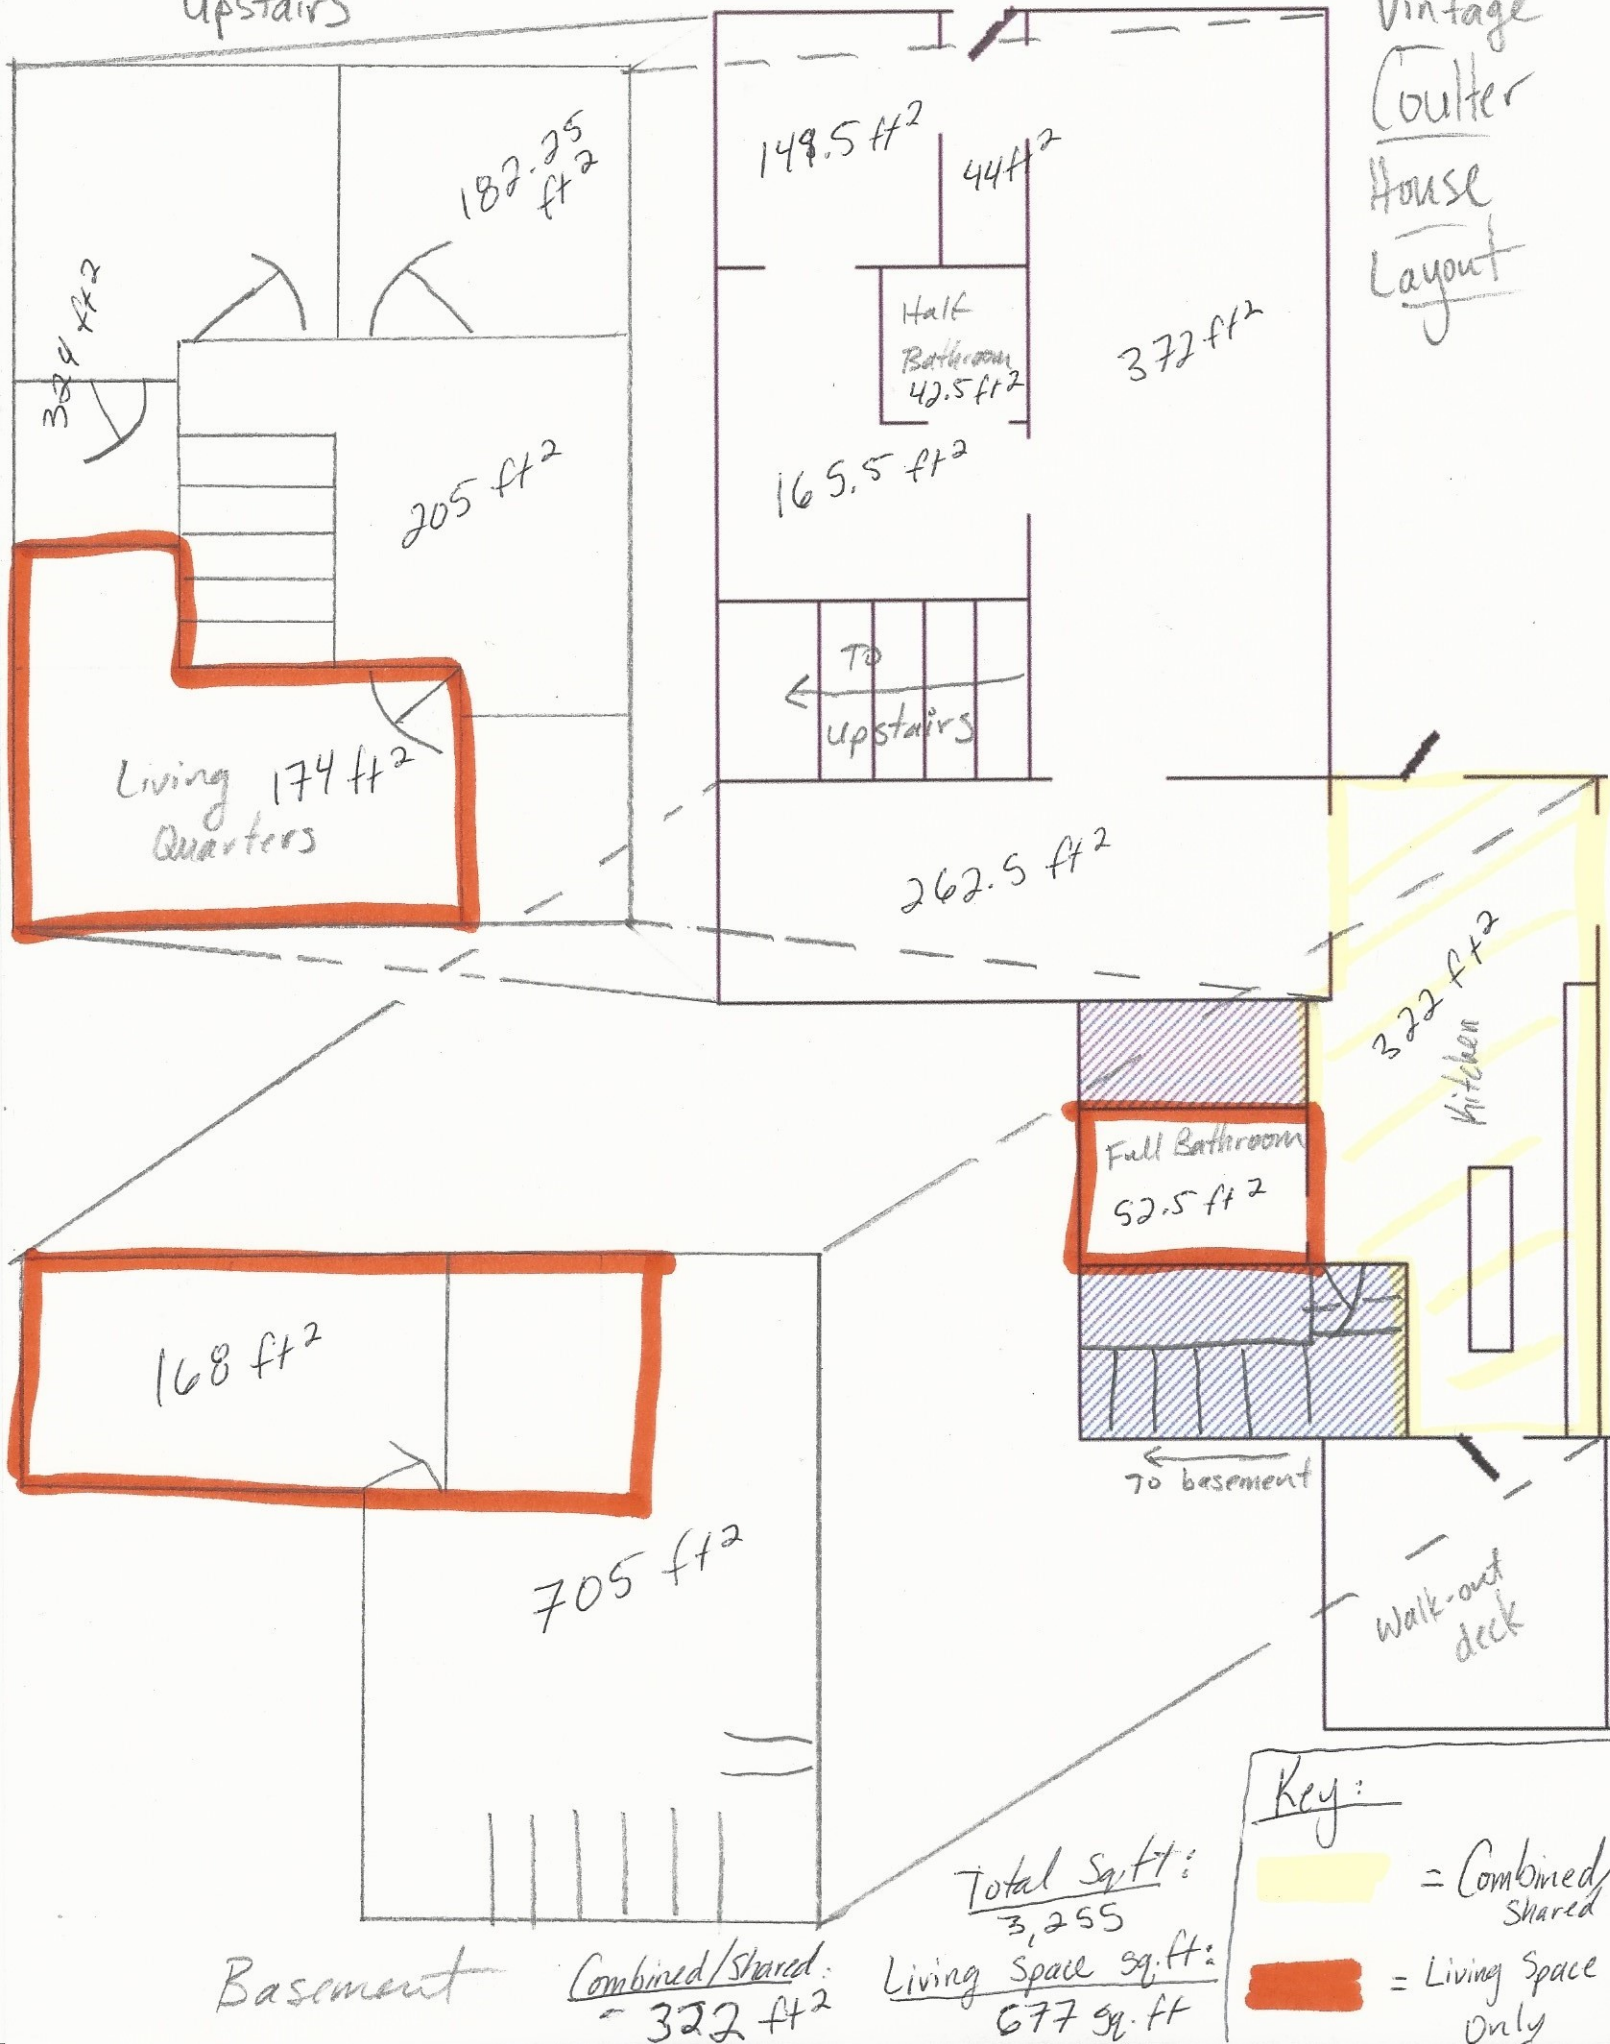 Upstairs
Vintage
Coulter
House
Layout
182.25
ft²
149.5 ft²
44 ft²
Half
Bathroom
42.5 ft²
372 ft²
205 ft²
165.5 ft²
To
upstairs
Living
Quarters
174 ft²
262.5 ft²
322 ft²
Kitchen
Full Bathroom
52.5 ft²
168 ft²
To basement
705 ft²
Walk-out
deck
Key:
= Combined/
Shared
= Living Space
Only
Total Sq.ft:
3,255
Basement
Combined/Shared:
- 322 ft²
Living Space sq.ft:
677 sq.ft